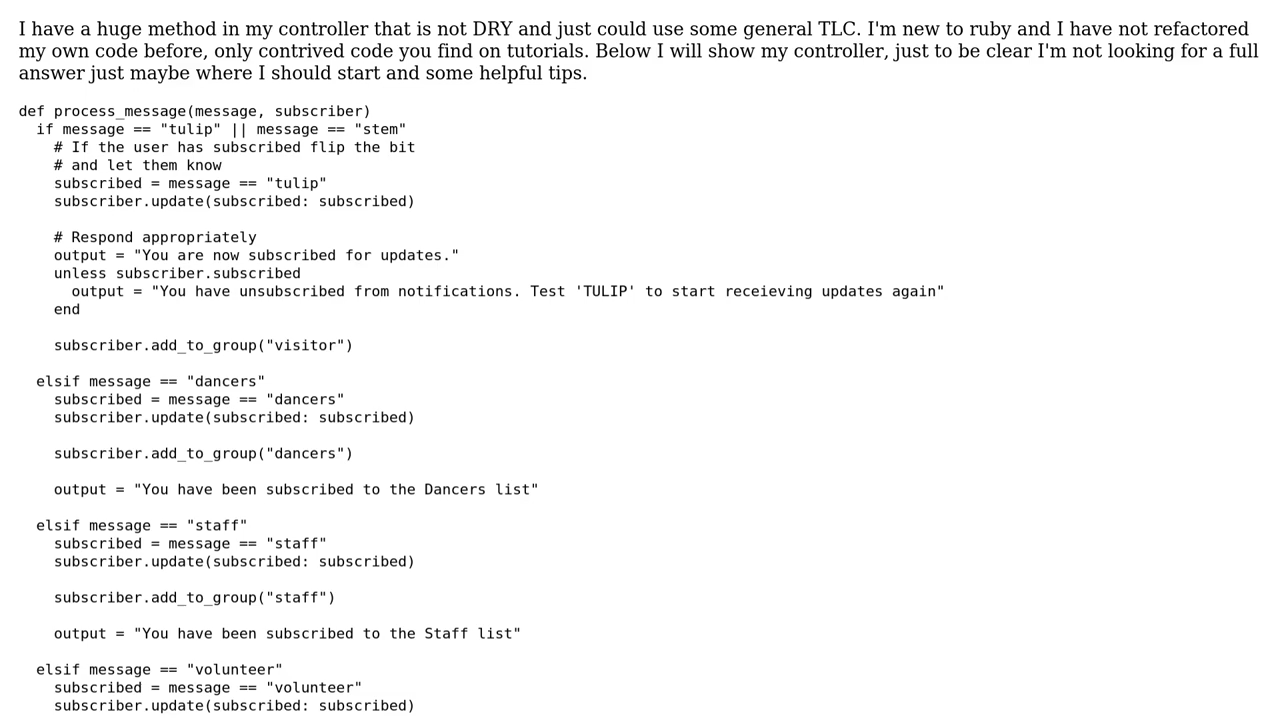 I have a huge method in my controller that is not DRY and just could use some general TLC. I'm new to ruby and I have not refactored
my own code before, only contrived code you find on tutorials. Below I will show my controller, just to be clear I'm not looking for a full
answer just maybe where I should start and some helpful tips.
def process_message(message, subscriber)
  if message == "tulip" || message == "stem"
    # If the user has subscribed flip the bit
    # and let them know
    subscribed = message == "tulip"
    subscriber.update(subscribed: subscribed)

    # Respond appropriately
    output = "You are now subscribed for updates."
    unless subscriber.subscribed
      output = "You have unsubscribed from notifications. Test 'TULIP' to start receieving updates again"
    end

    subscriber.add_to_group("visitor")

  elsif message == "dancers"
    subscribed = message == "dancers"
    subscriber.update(subscribed: subscribed)

    subscriber.add_to_group("dancers")

    output = "You have been subscribed to the Dancers list"

  elsif message == "staff"
    subscribed = message == "staff"
    subscriber.update(subscribed: subscribed)

    subscriber.add_to_group("staff")

    output = "You have been subscribed to the Staff list"

  elsif message == "volunteer"
    subscribed = message == "volunteer"
    subscriber.update(subscribed: subscribed)